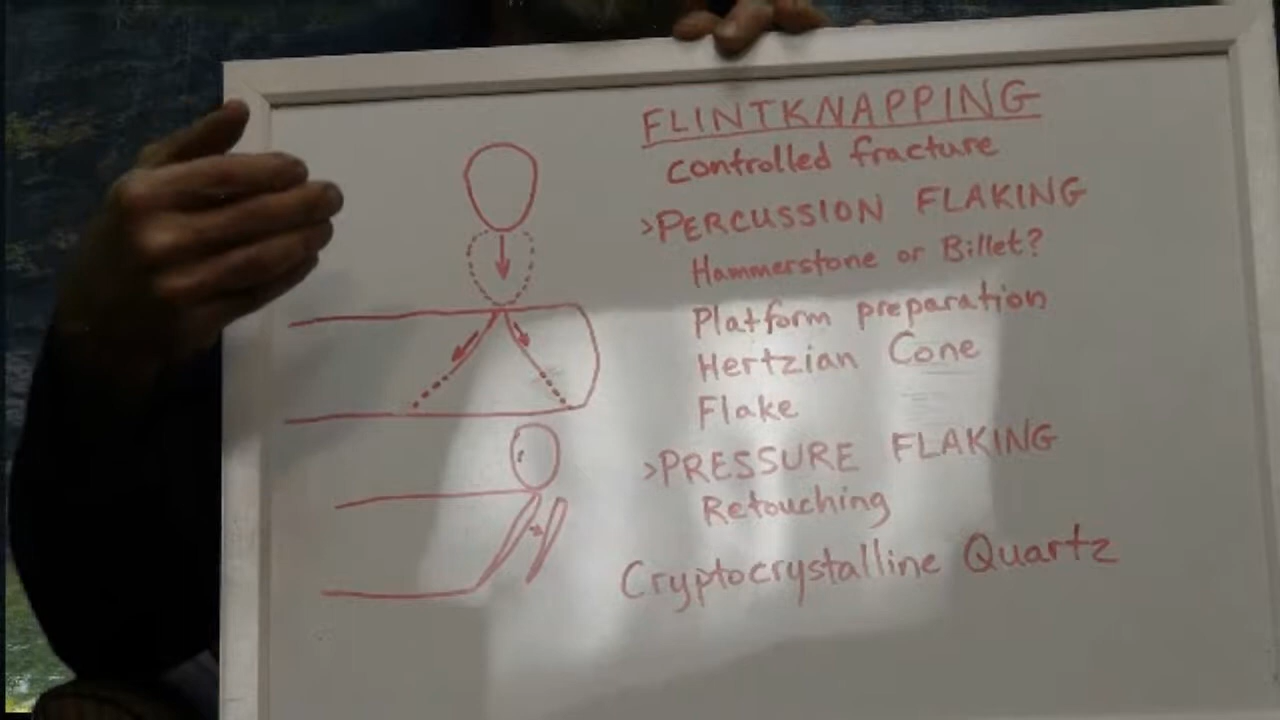 FLINTKNAPPING
controlled fracture
>PERCUSSION FLAKING
Hammerstone or Billet?
Platform preparation
Hertzian Cone
Flake
>PRESSURE FLAKING
Retouching
Cryptocrystalline Quartz